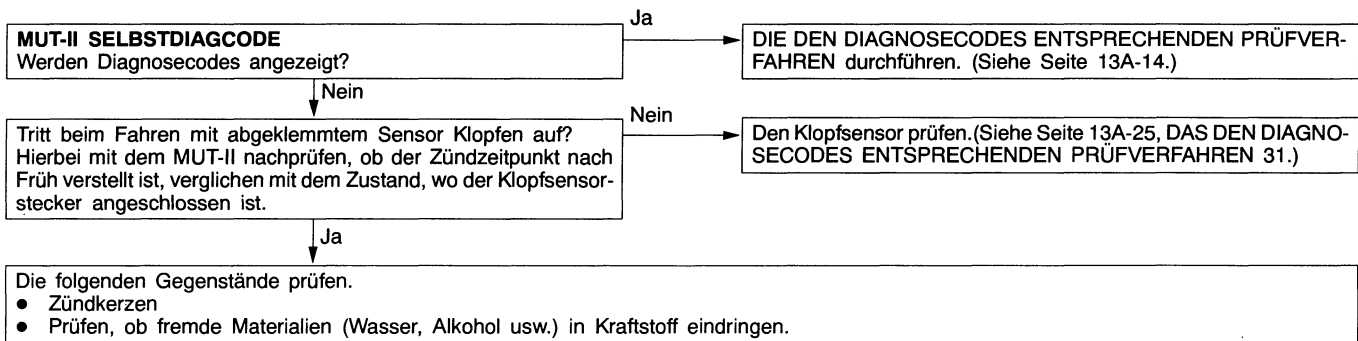 Ja
MUT-II SELBSTDIAGCODE
Werden Diagnosecodes angezeigt?
DIE DEN DIAGNOSECODES ENTSPRECHENDEN PRÜFVER-
FAHREN durchführen. (Siehe Seite 13A-14.)
Nein
Tritt beim Fahren mit abgeklemmtem Sensor Klopfen auf?
Hierbei mit dem MUT-II nachprüfen, ob der Zündzeitpunkt nach
Früh verstellt ist, verglichen mit dem Zustand, wo der Klopfsensor-
stecker angeschlossen ist.
Nein
Den Klopfsensor prüfen.(Siehe Seite 13A-25, DAS DEN DIAGNO-
SECODES ENTSPRECHENDEN PRÜFVERFAHREN 31.)
Ja
Die folgenden Gegenstände prüfen.
● Zündkerzen
● Prüfen, ob fremde Materialien (Wasser, Alkohol usw.) in Kraftstoff eindringen.